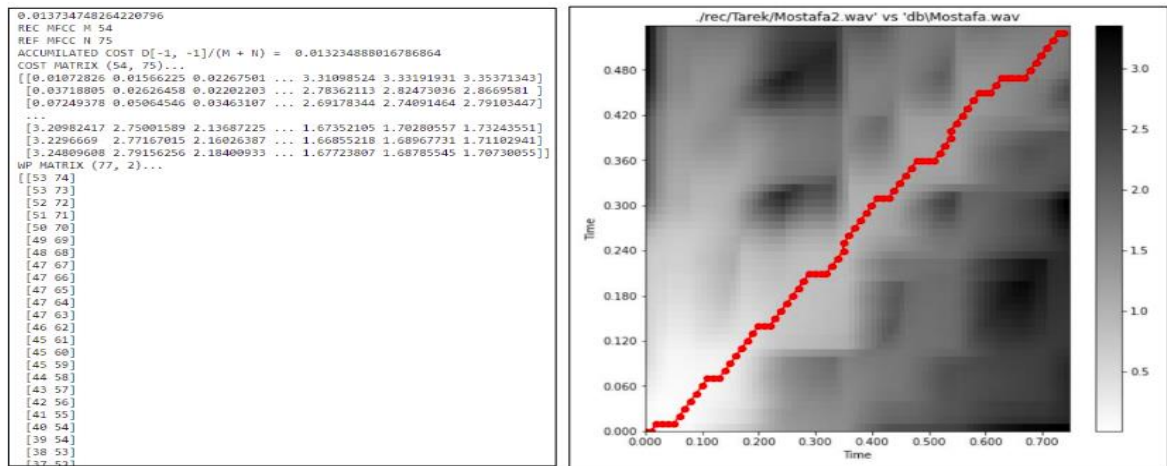 0.013734748264220796
REC MFCC M 54
REF MFCC N 75
ACCUMILATED COST D[-1, -1]/(M + N) =  0.013234888016786864
COST MATRIX (54, 75)...
[[0.01072826 0.01566225 0.02267501 ... 3.31098524 3.33191931 3.35371343]
[0.03718805 0.02626458 0.02202203 ... 2.78362113 2.82473036 2.8669581 ]
[0.07249378 0.05064546 0.03463107 ... 2.69178344 2.74091464 2.79103447]
...
[3.20982417 2.75001589 2.13687225 ... 1.67352105 1.70280557 1.73243551]
[3.2296669  2.77167015 2.16026387 ... 1.66855218 1.68967731 1.71102941]
[3.24809608 2.79156256 2.18400933 ... 1.67723807 1.68785545 1.70730055]]
WP MATRIX (77, 2)...
[[53 74]
[53 73]
[52 72]
[51 71]
[50 70]
[49 69]
[48 68]
[47 67]
[47 66]
[47 65]
[47 64]
[47 63]
[46 62]
[45 61]
[45 60]
[45 59]
[44 58]
[43 57]
[42 56]
[41 55]
[40 54]
[39 54]
[38 53]
[37 52]
./rec/Tarek/Mostafa2.wav' vs 'db\Mostafa.wav
Time
0.480
0.420
0.360
0.300
0.240
0.180
0.120
0.060
0.000
0.000 0.100 0.200 0.300 0.400 0.500 0.600 0.700
Time
3.0
2.5
2.0
1.5
1.0
0.5